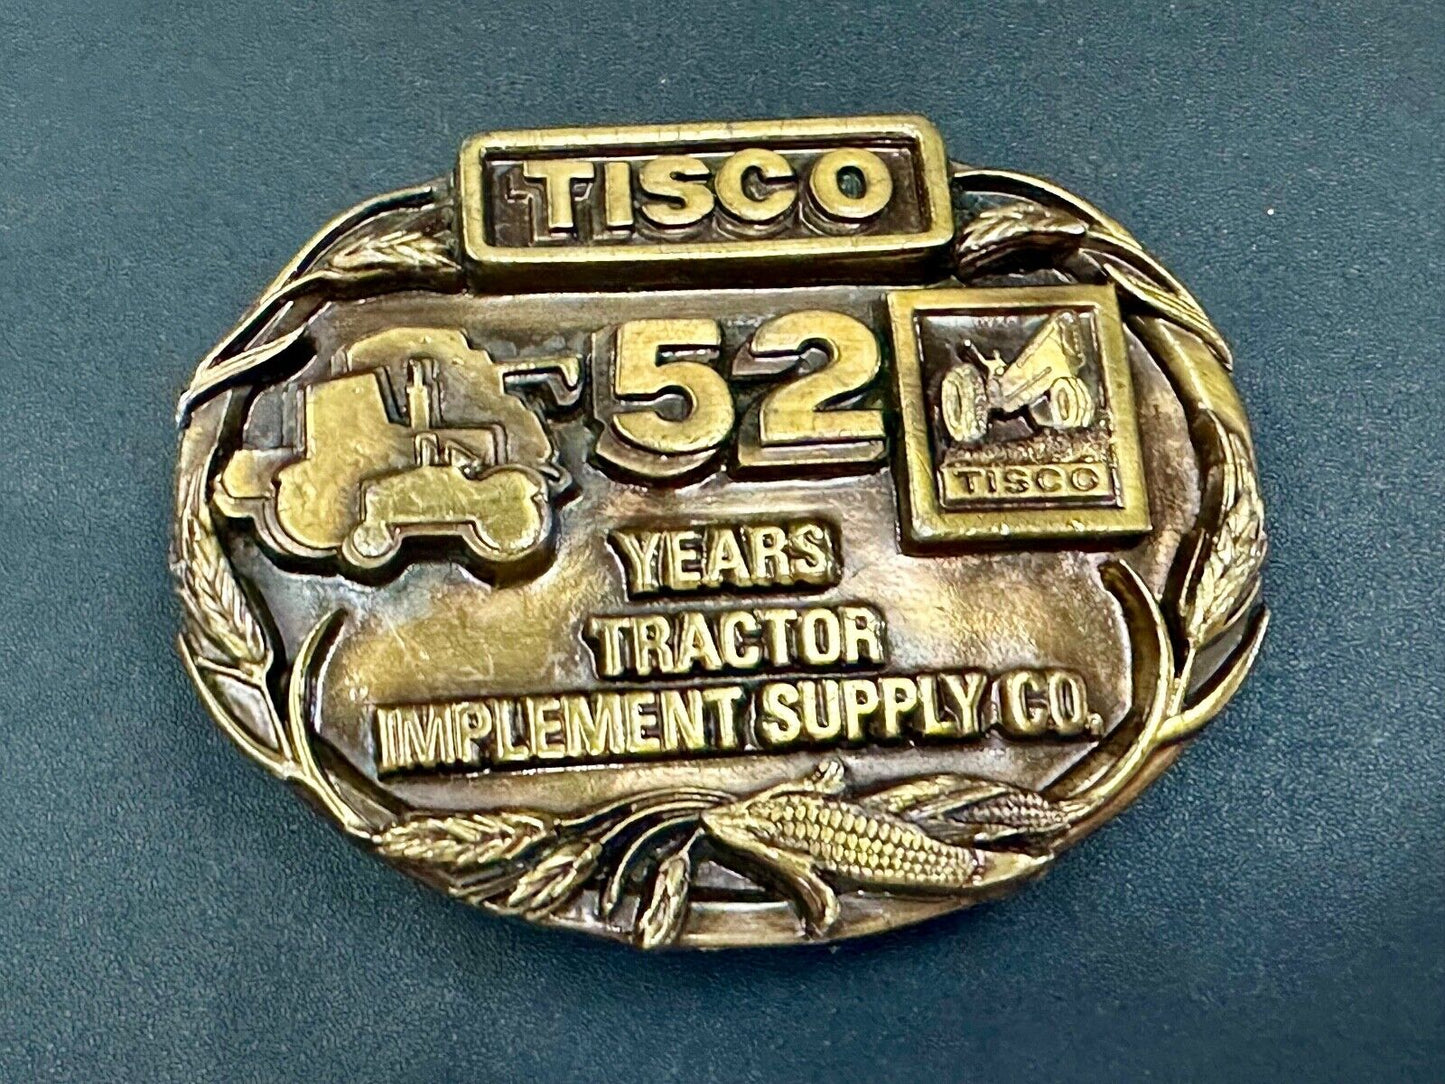 TISCO
52
TISCO
YEARS
TRACTOR
IMPLEMENT SUPPLY CO.